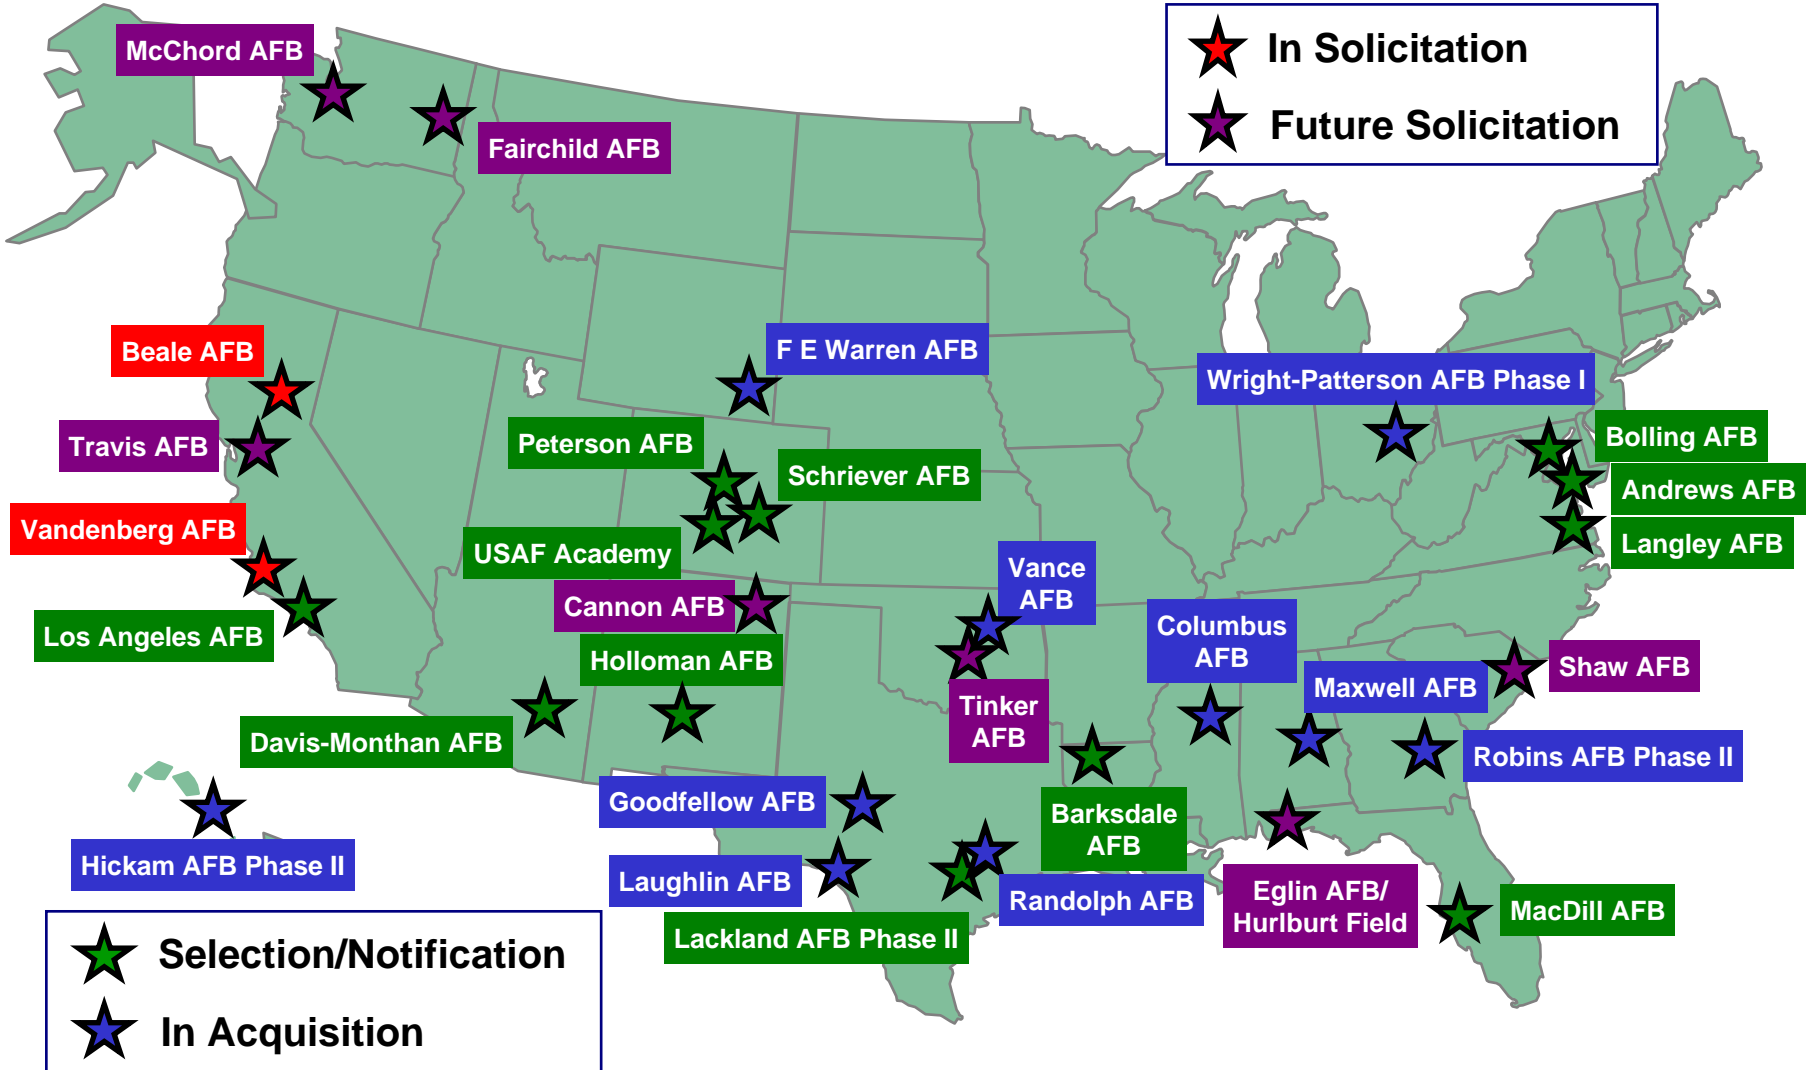 McChord AFB
In Solicitation
Future Solicitation
Fairchild AFB
Beale AFB
F E Warren AFB
Wright-Patterson AFB Phase I
Travis AFB
Peterson AFB
Schriever AFB
Bolling AFB
Andrews AFB
Vandenberg AFB
USAF Academy
Langley AFB
Vance
AFB
Cannon AFB
Los Angeles AFB
Holloman AFB
Columbus
AFB
Maxwell AFB
Shaw AFB
Tinker
AFB
Davis-Monthan AFB
Robins AFB Phase II
Goodfellow AFB
Barksdale
AFB
Hickam AFB Phase II
Laughlin AFB
Randolph AFB
Eglin AFB/
Hurlburt Field
MacDill AFB
Lackland AFB Phase II
Selection/Notification
In Acquisition